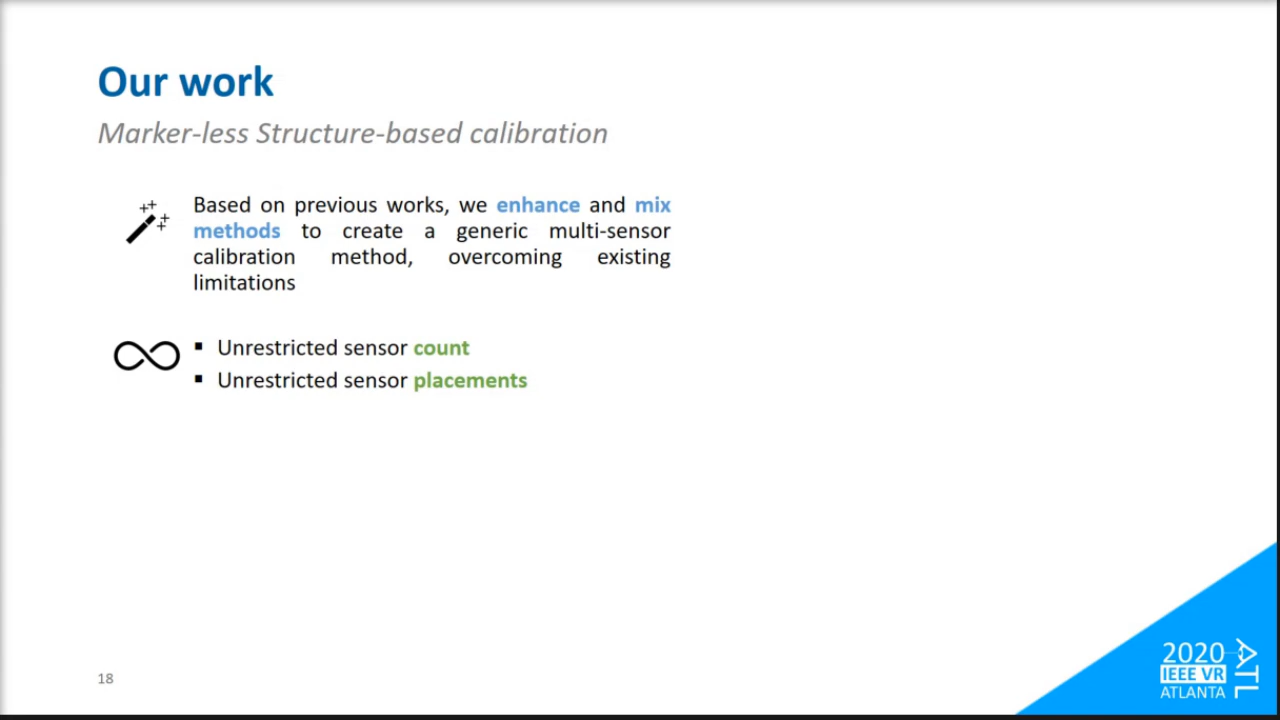 Our work
Marker-less Structure-based calibration
Based on previous works, we enhance and mix
methods to create a generic multi-sensor
calibration method, overcoming existing
limitations
▪ Unrestricted sensor count
▪ Unrestricted sensor placements
18
2020
IEEE VR
ATLANTA
ATL